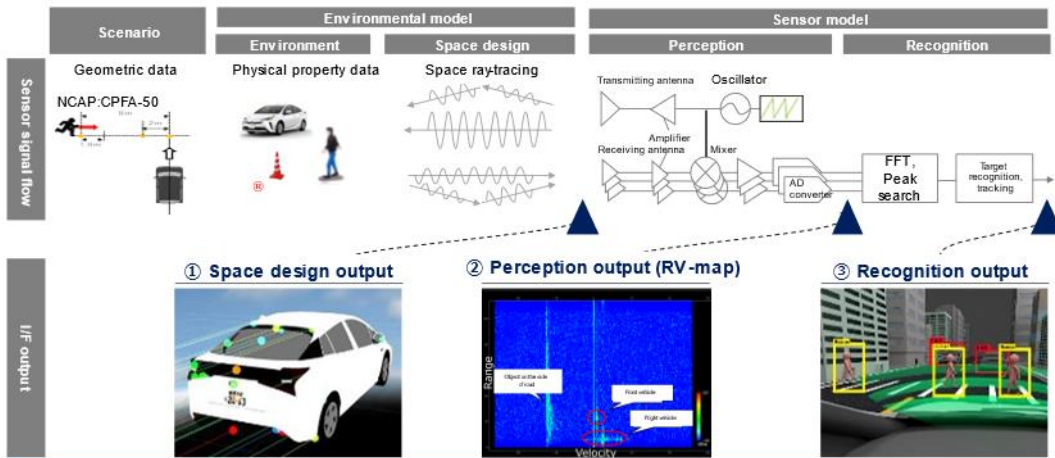 Scenario
Environmental model
Sensor model
Environment
Space design
Perception
Recognition
Sensor signal flow
Geometric data
Physical property data
Space ray-tracing
NCAP:CPFA-50
®
Transmitting antenna
Oscillator
Amplifier
Receiving antenna
Mixer
AD
converter
FFT,
Peak
search
Target
recognition,
tracking
I/F output
① Space design output
② Perception output (RV-map)
③ Recognition output
Range
Object on the side
of road
Front vehicle
Velocity